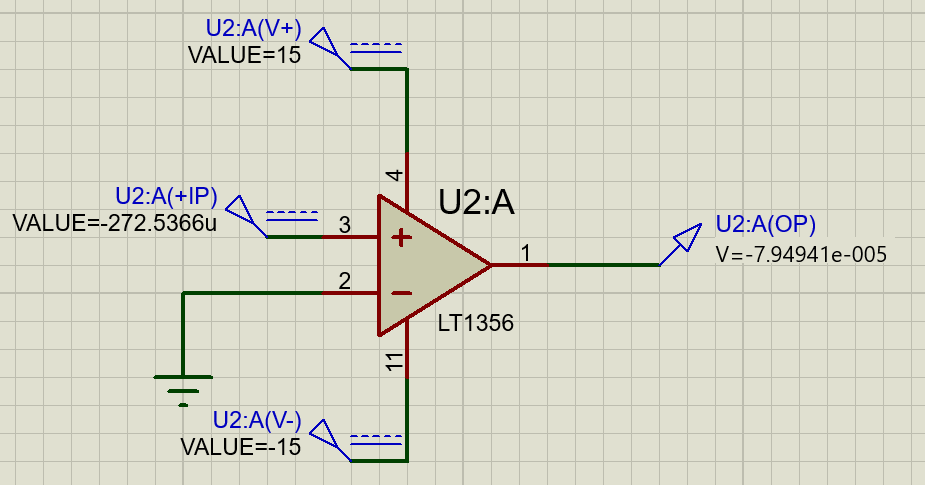 U2:A(V+)
VALUE=15
4
U2:A
U2:A(+IP)
VALUE=-272.5366u
3
+
1
U2:A(OP)
V=-7.94941e-005
2
−
LT1356
11
U2:A(V-)
VALUE=-15